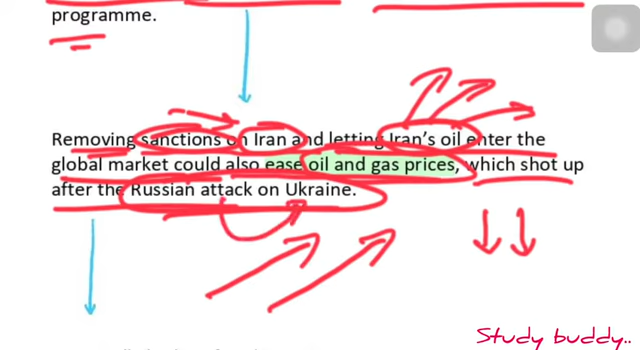 programme.
Removing sanctions on Iran and letting Iran's oil enter the
global market could also ease oil and gas prices, which shot up
after the Russian attack on Ukraine.
Study buddy..